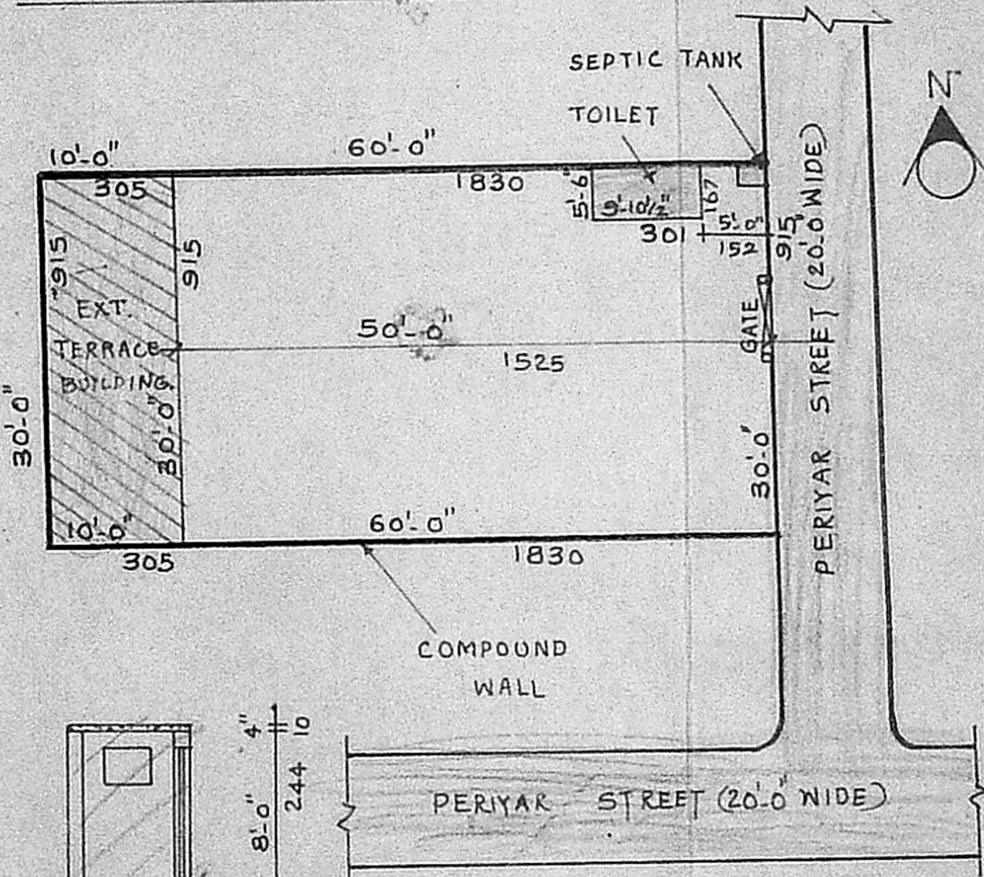 SEPTIC TANK
TOILET
N
10'-0"
60'-0"
305
1830
5'-6"
9'-10½"
167
301
5'-0"
152
915
915
915
EXT.
TERRACE
BUILDING.
30'-0"
30'-0"
50'-0"
1525
GATE
30'-0"
PERIYAR STREET (20'-0" WIDE)
10'-0"
60'-0"
305
1830
COMPOUND
WALL
4"
10
8'-0"
244
PERIYAR STREET (20'-0" WIDE)